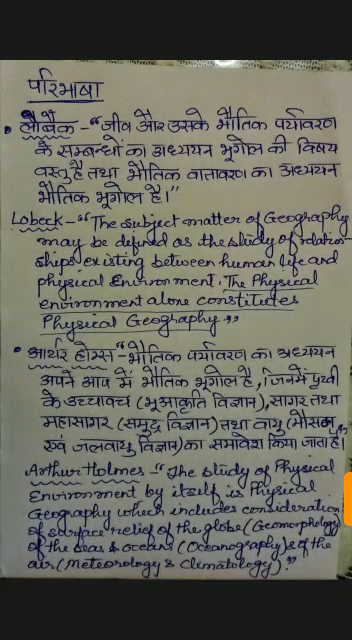 परिभाषा
• लौबैक - "जीव और उसके भौतिक पर्यावरण
के सम्बन्धों का अध्ययन भूगोल की विषय
वस्तु है तथा भौतिक वातावरण का अध्ययन
भौतिक भूगोल है।"
Lobeck - "The subject matter of Geography
may be defined as the study of relation-
ships existing between human life and
physical Environment. The Physical
environment alone constitutes
Physical Geography."
• आर्थर होम्स - "भौतिक पर्यावरण का अध्ययन
अपने आप में भौतिक भूगोल है, जिनमें पृथ्वी
के उच्चावच (भूआकृति विज्ञान), सागर तथा
महासागर (समुद्र विज्ञान) तथा वायु (मौसम
एवं जलवायु विज्ञान) का समावेश किया जाता है।"
Arthur Holmes - "The study of Physical
Environment by itself is Physical
Geography which includes consideration
of surface relief of the globe (Geomorphology)
of the seas & oceans (Oceanography) & of the
air (Meteorology & Climatology)."